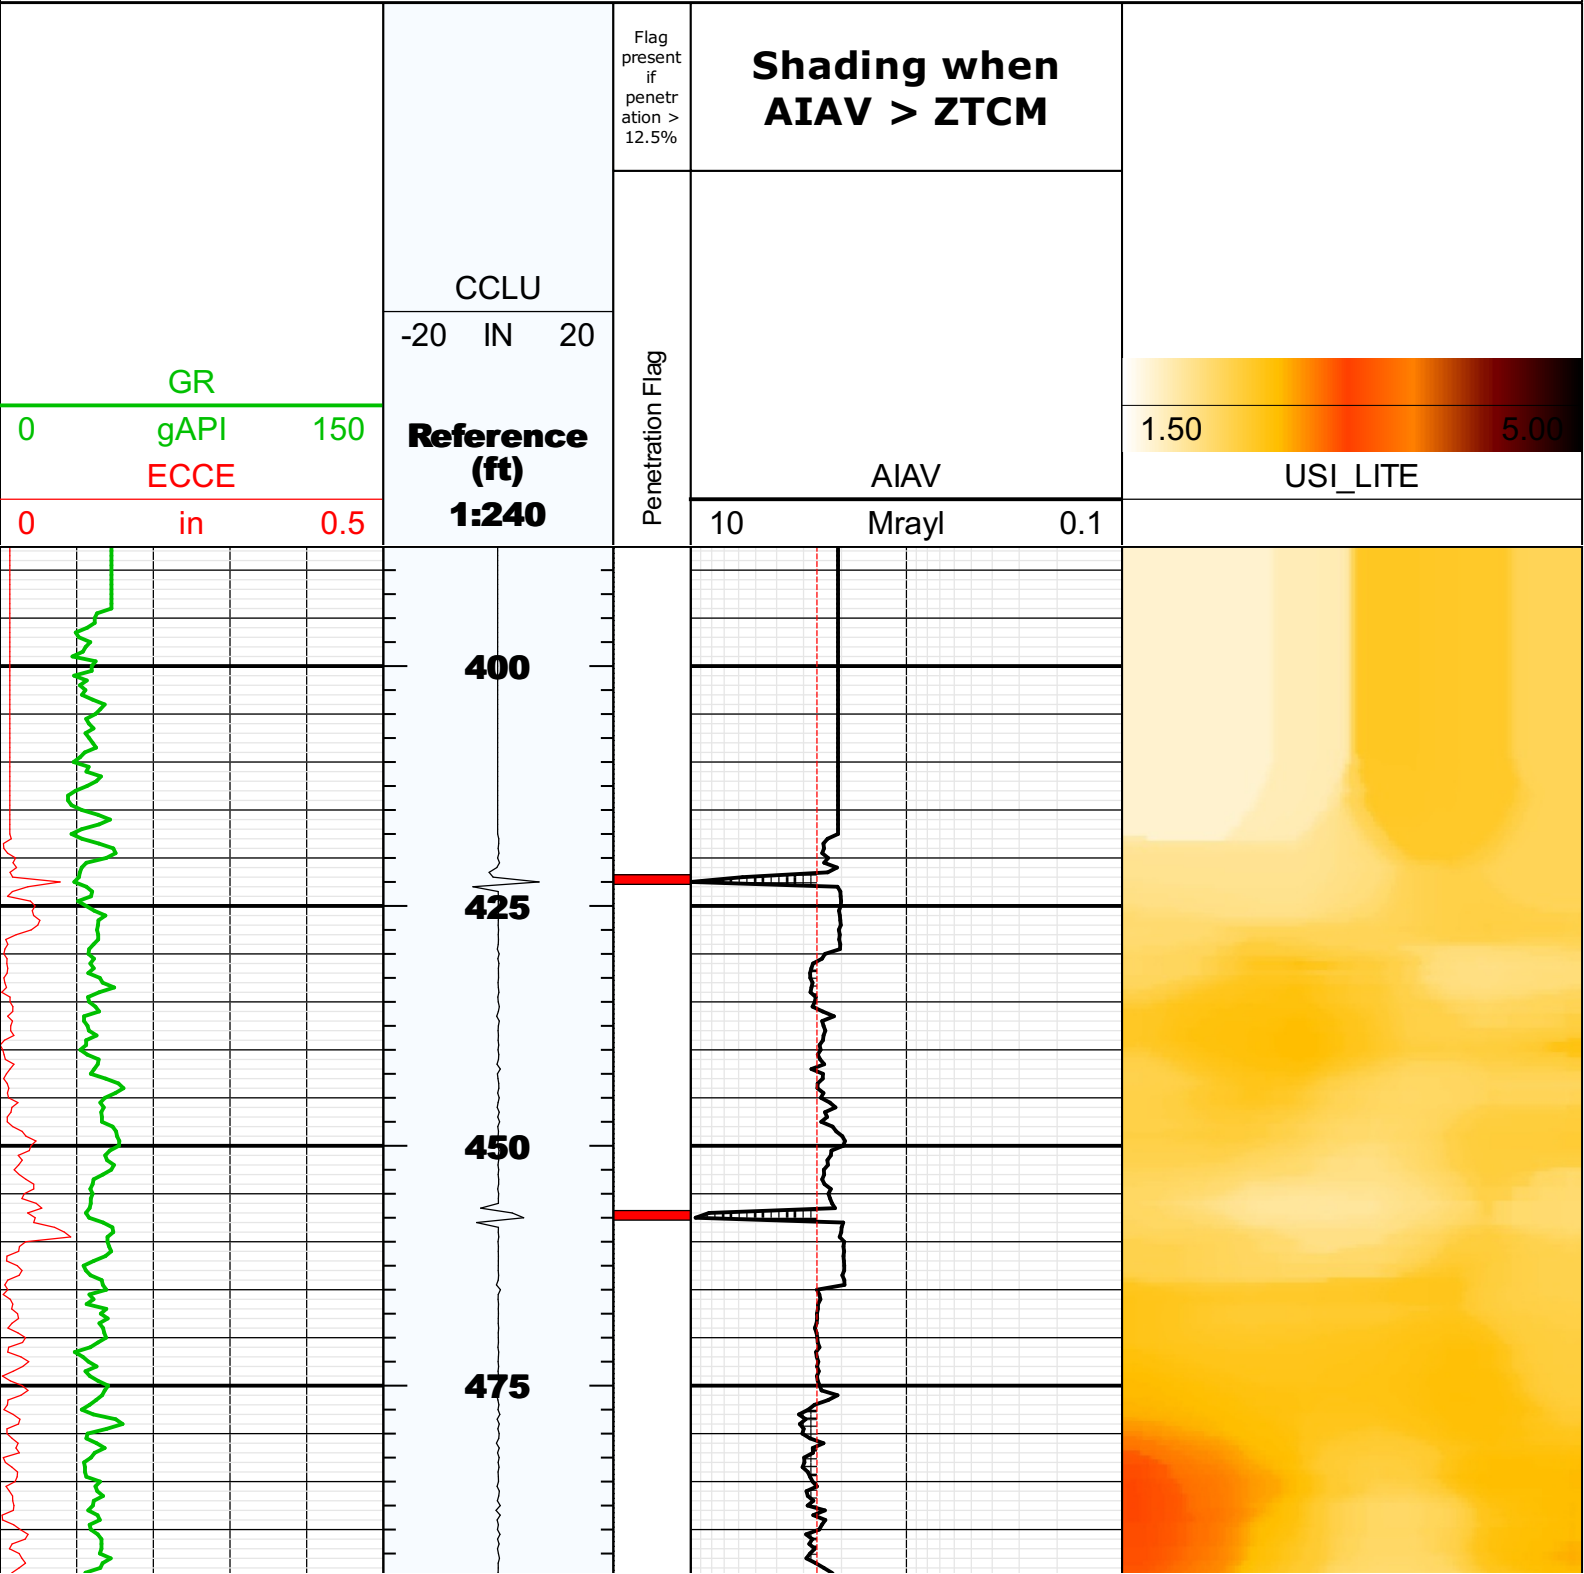 Flag
present
if
penetr
ation >
12.5%
Shading when
AIAV > ZTCM
CCLU
-20 IN 20
GR
0 gAPI 150
ECCE
0 in 0.5
Reference
(ft)
1:240
Penetration Flag
AIAV
10 Mrayl 0.1
1.50 5.00
USI_LITE
400
425
450
475